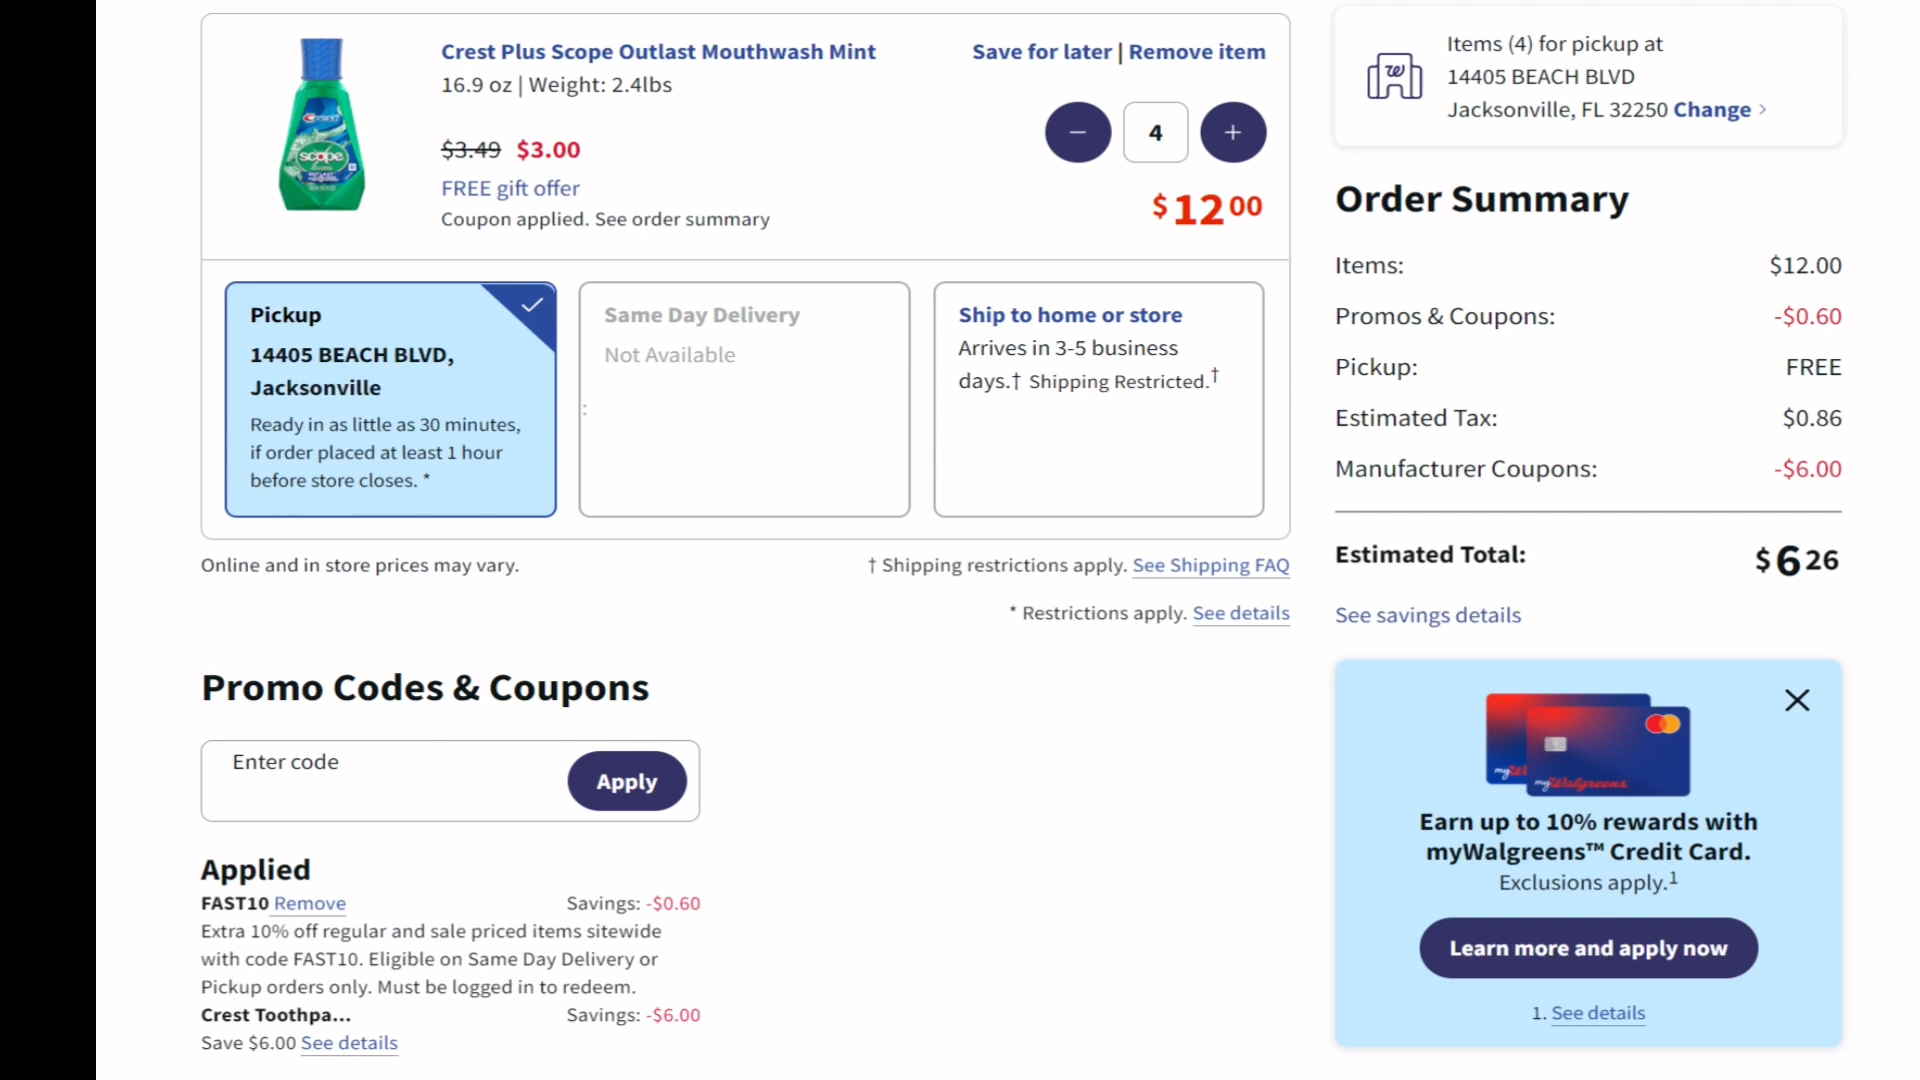 Crest Plus Scope Outlast Mouthwash Mint
16.9 oz | Weight: 2.4lbs
$3.49 $3.00
FREE gift offer
Coupon applied. See order summary
Save for later | Remove item
− 4 +
$12 00
Crest
scope
OUTLAST
Pickup
14405 BEACH BLVD,
Jacksonville
Ready in as little as 30 minutes,
if order placed at least 1 hour
before store closes. *
Same Day Delivery
Not Available
:
Ship to home or store
Arrives in 3-5 business
days.† Shipping Restricted.†
Online and in store prices may vary.
† Shipping restrictions apply. See Shipping FAQ
* Restrictions apply. See details
Promo Codes & Coupons
Enter code
Apply
Applied
FAST10 Remove
Savings: -$0.60
Extra 10% off regular and sale priced items sitewide
with code FAST10. Eligible on Same Day Delivery or
Pickup orders only. Must be logged in to redeem.
Crest Toothpa...
Savings: -$6.00
Save $6.00 See details
W
Items (4) for pickup at
14405 BEACH BLVD
Jacksonville, FL 32250 Change >
Order Summary
Items: $12.00
Promos & Coupons: -$0.60
Pickup: FREE
Estimated Tax: $0.86
Manufacturer Coupons: -$6.00
Estimated Total: $6 26
See savings details
myWalgreens
Earn up to 10% rewards with
myWalgreens™ Credit Card.
Exclusions apply.1
Learn more and apply now
1. See details